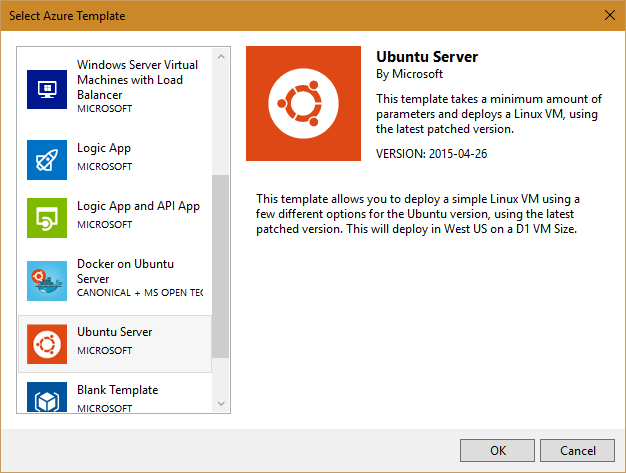 Select Azure Template
Windows Server Virtual
Machines with Load
Balancer
MICROSOFT
Logic App
MICROSOFT
Logic App and API App
MICROSOFT
Docker on Ubuntu
Server
CANONICAL + MS OPEN TEC
Ubuntu Server
MICROSOFT
Blank Template
MICROSOFT
Ubuntu Server
By Microsoft
This template takes a minimum amount of
parameters and deploys a Linux VM, using
the latest patched version.
VERSION: 2015-04-26
This template allows you to deploy a simple Linux VM using a
few different options for the Ubuntu version, using the latest
patched version. This will deploy in West US on a D1 VM Size.
OK
Cancel